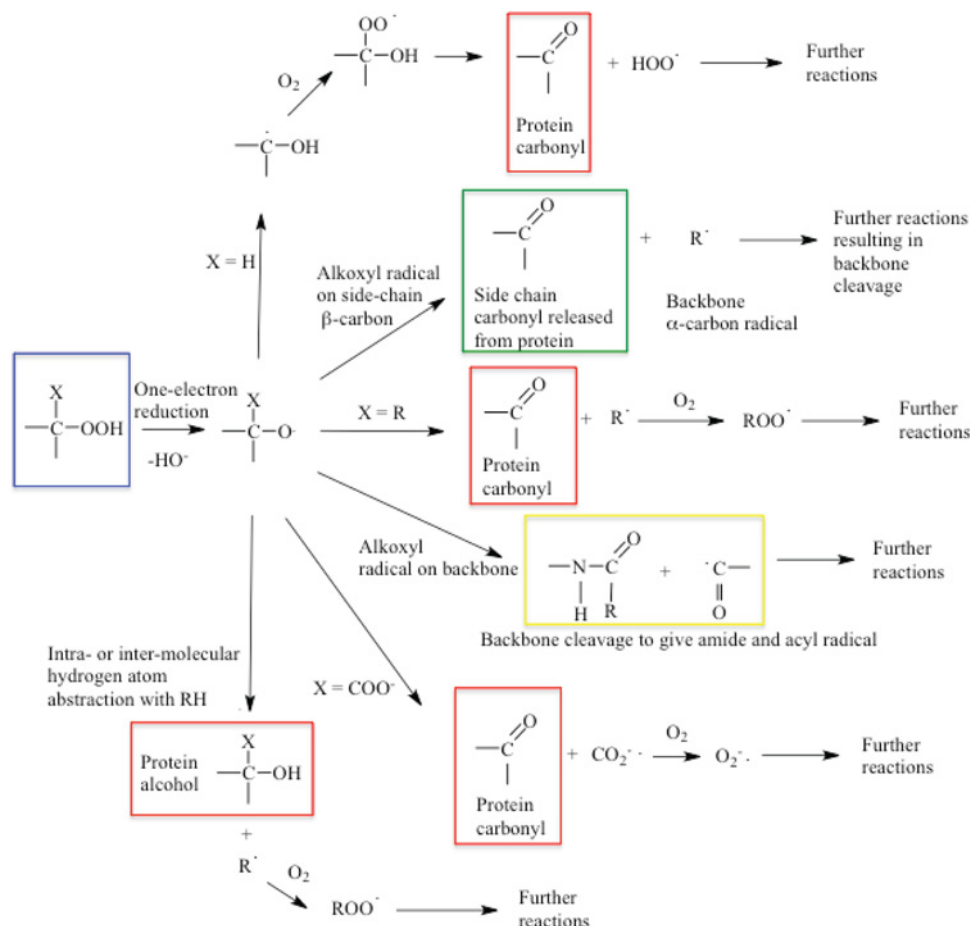 OO·
—C—OH
O₂
O
—C
Protein
carbonyl
+ HOO·
Further
reactions
·
—C—OH
X = H
Alkoxyl radical
on side-chain
β-carbon
O
—C
Side chain
carbonyl released
from protein
+ R·
Backbone
α-carbon radical
Further reactions
resulting in
backbone
cleavage
X
—C—OOH
One-electron
reduction
-HO⁻
X
—C—O·
X = R
O
—C
Protein
carbonyl
+ R·
O₂
ROO·
Further
reactions
Alkoxyl
radical on backbone
O
—N—C
H R
+
·C—
O
Further
reactions
Backbone cleavage to give amide and acyl radical
Intra- or inter-molecular
hydrogen atom
abstraction with RH
X = COO⁻
Protein
alcohol
X
—C—OH
+
R·
O₂
ROO·
Further
reactions
O
—C
Protein
carbonyl
+ CO₂⁻·
O₂
O₂⁻·
Further
reactions